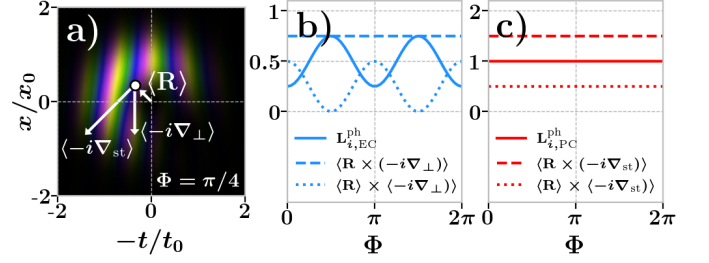 a)
2
0
-2
-2
0
2
x/x₀
-t/t₀
⟨R⟩
⟨-i∇st⟩
⟨-i∇⊥⟩
Φ = π/4
b)
1
0.5
0
0
π
2π
Φ
L^ph_i,EC
⟨R × (-i∇⊥)⟩
⟨R⟩ × ⟨-i∇⊥⟩
c)
2
1
0
0
π
2π
Φ
L^ph_i,PC
⟨R × (-i∇st)⟩
⟨R⟩ × ⟨-i∇st⟩